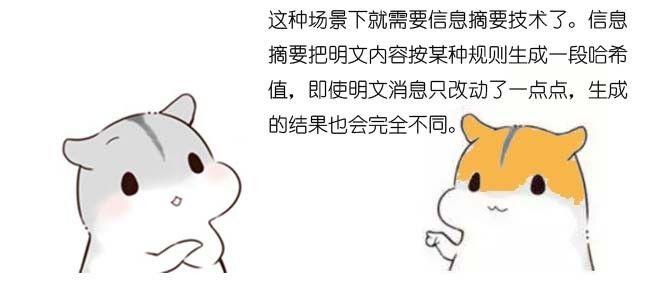 这种场景下就需要信息摘要技术了。信息
摘要把明文内容按某种规则生成一段哈希
值，即使明文消息只改动了一点点，生成
的结果也会完全不同。